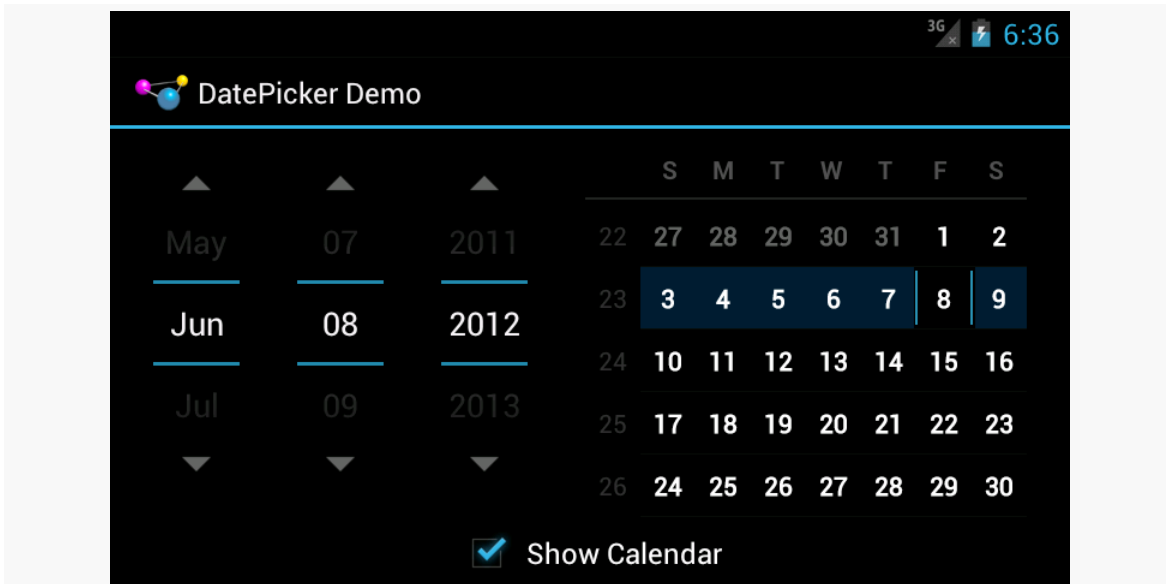 3G 6:36
DatePicker Demo
S M T W T F S
May 07 2011
22 27 28 29 30 31 1 2
Jun 08 2012
23 3 4 5 6 7 8 9
24 10 11 12 13 14 15 16
Jul 09 2013
25 17 18 19 20 21 22 23
26 24 25 26 27 28 29 30
Show Calendar